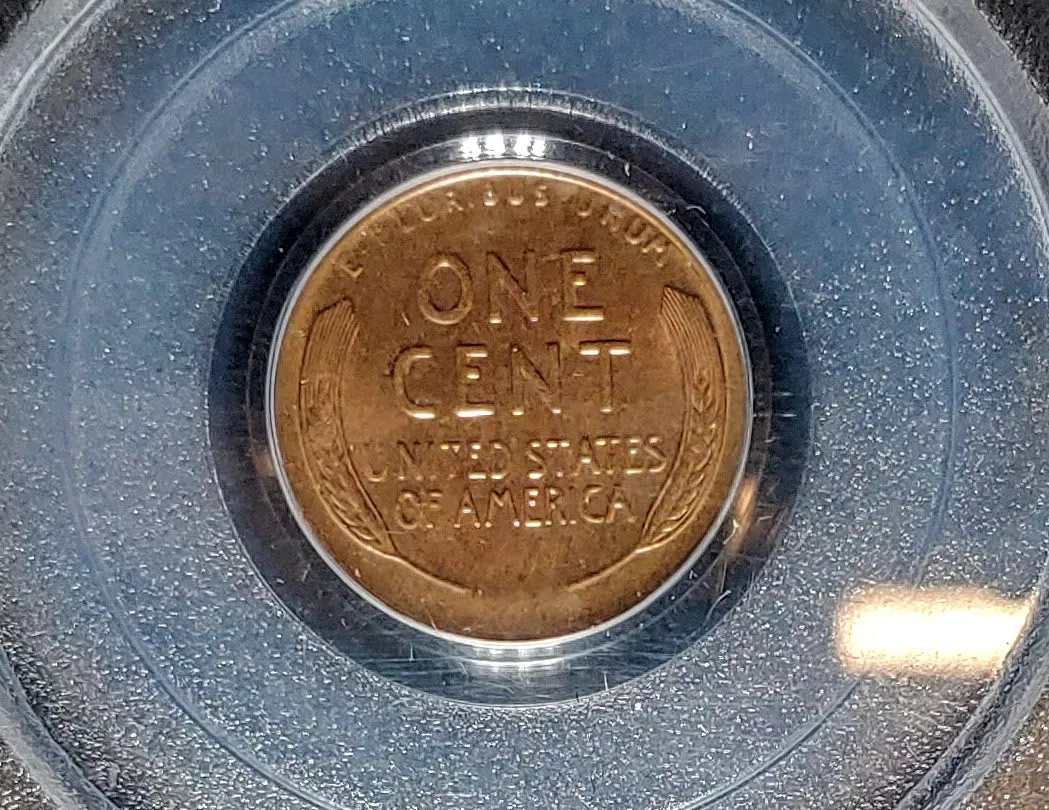 E PLURIBUS UNUM
ONE
CENT
UNITED STATES
OF AMERICA